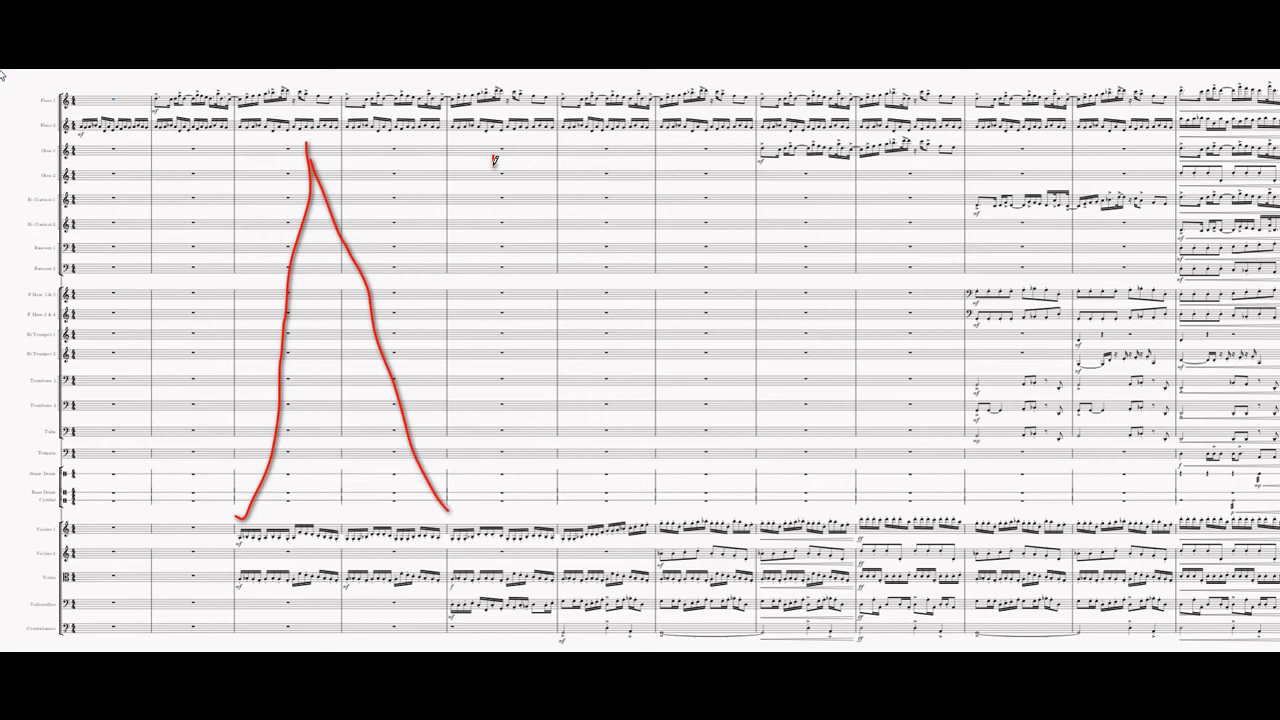 Flute 1
Flute 2
Oboe 1
Oboe 2
B♭ Clarinet 1
B♭ Clarinet 2
Bassoon 1
Bassoon 2
F Horn 1 & 3
F Horn 2 & 4
B♭ Trumpet 1
B♭ Trumpet 2
Trombone 1
Trombone 2
Tuba
Timpani
Snare Drum
Bass Drum
Cymbal
Violins 1
Violins 2
Violas
Violoncellos
Contrabasses